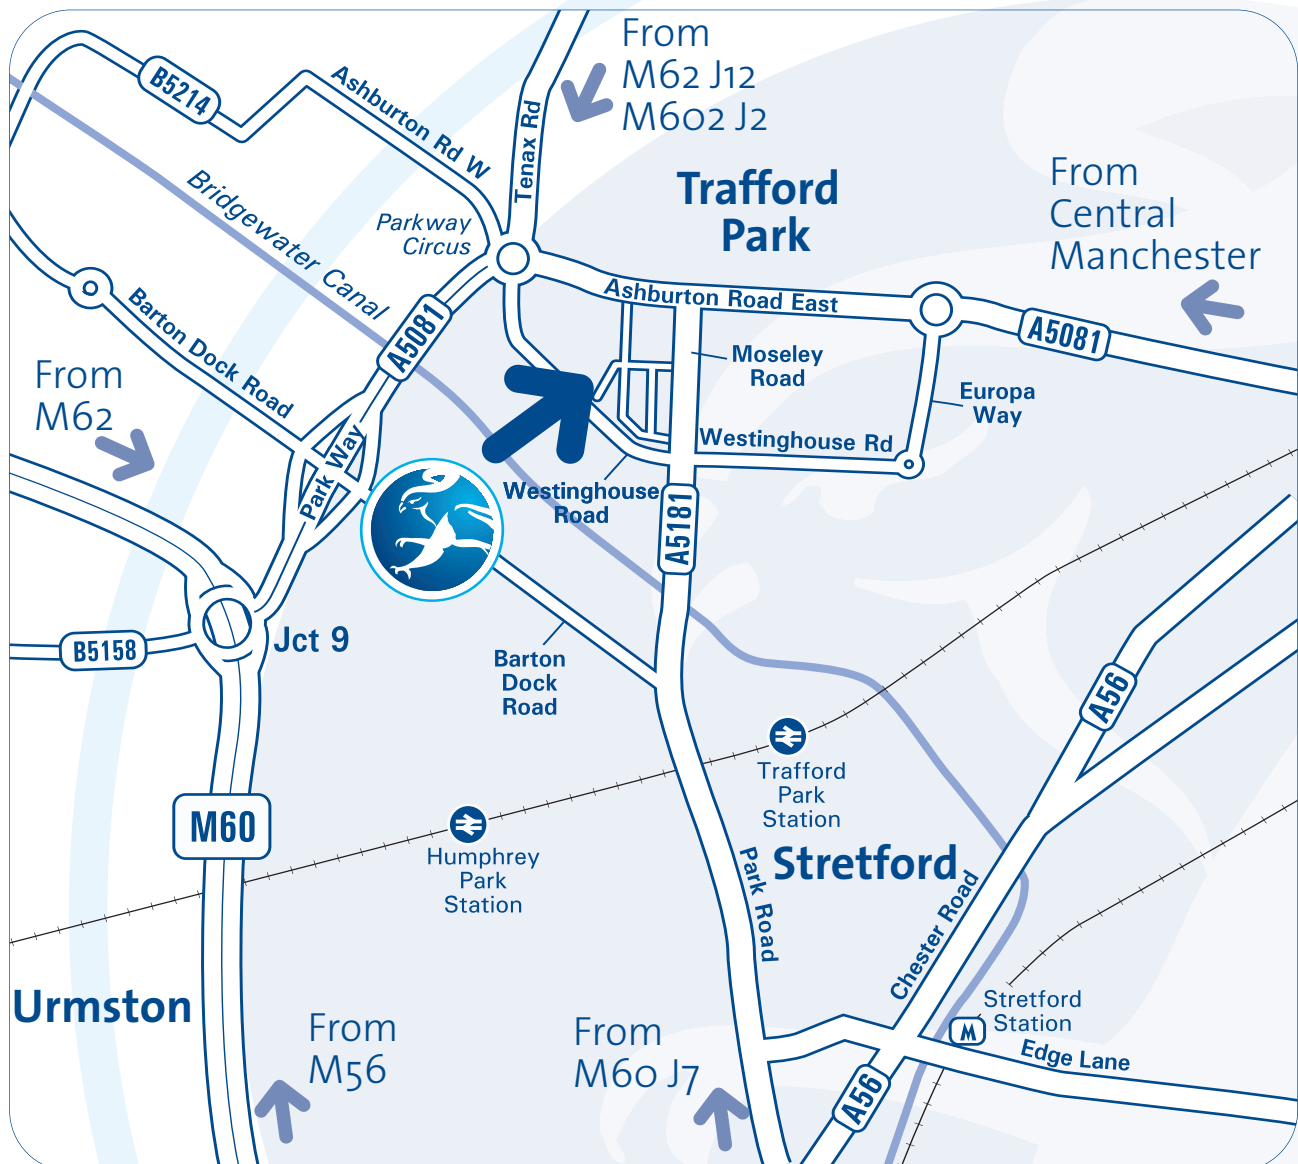 From
M62 J12
M602 J2
B5214
Ashburton Rd W
Tenax Rd
Trafford
Park
From
Central
Manchester
Bridgewater Canal
Parkway
Circus
Ashburton Road East
A5081
A5081
Barton Dock Road
Moseley
Road
Europa
Way
From
M62
Park Way
Westinghouse Rd
Westinghouse
Road
A5181
Jct 9
B5158
Barton
Dock
Road
A56
Trafford
Park
Station
M60
Humphrey
Park
Station
Stretford
Park Road
Chester Road
Urmston
From
M56
From
M60 J7
Stretford
Station
M
Edge Lane
A56